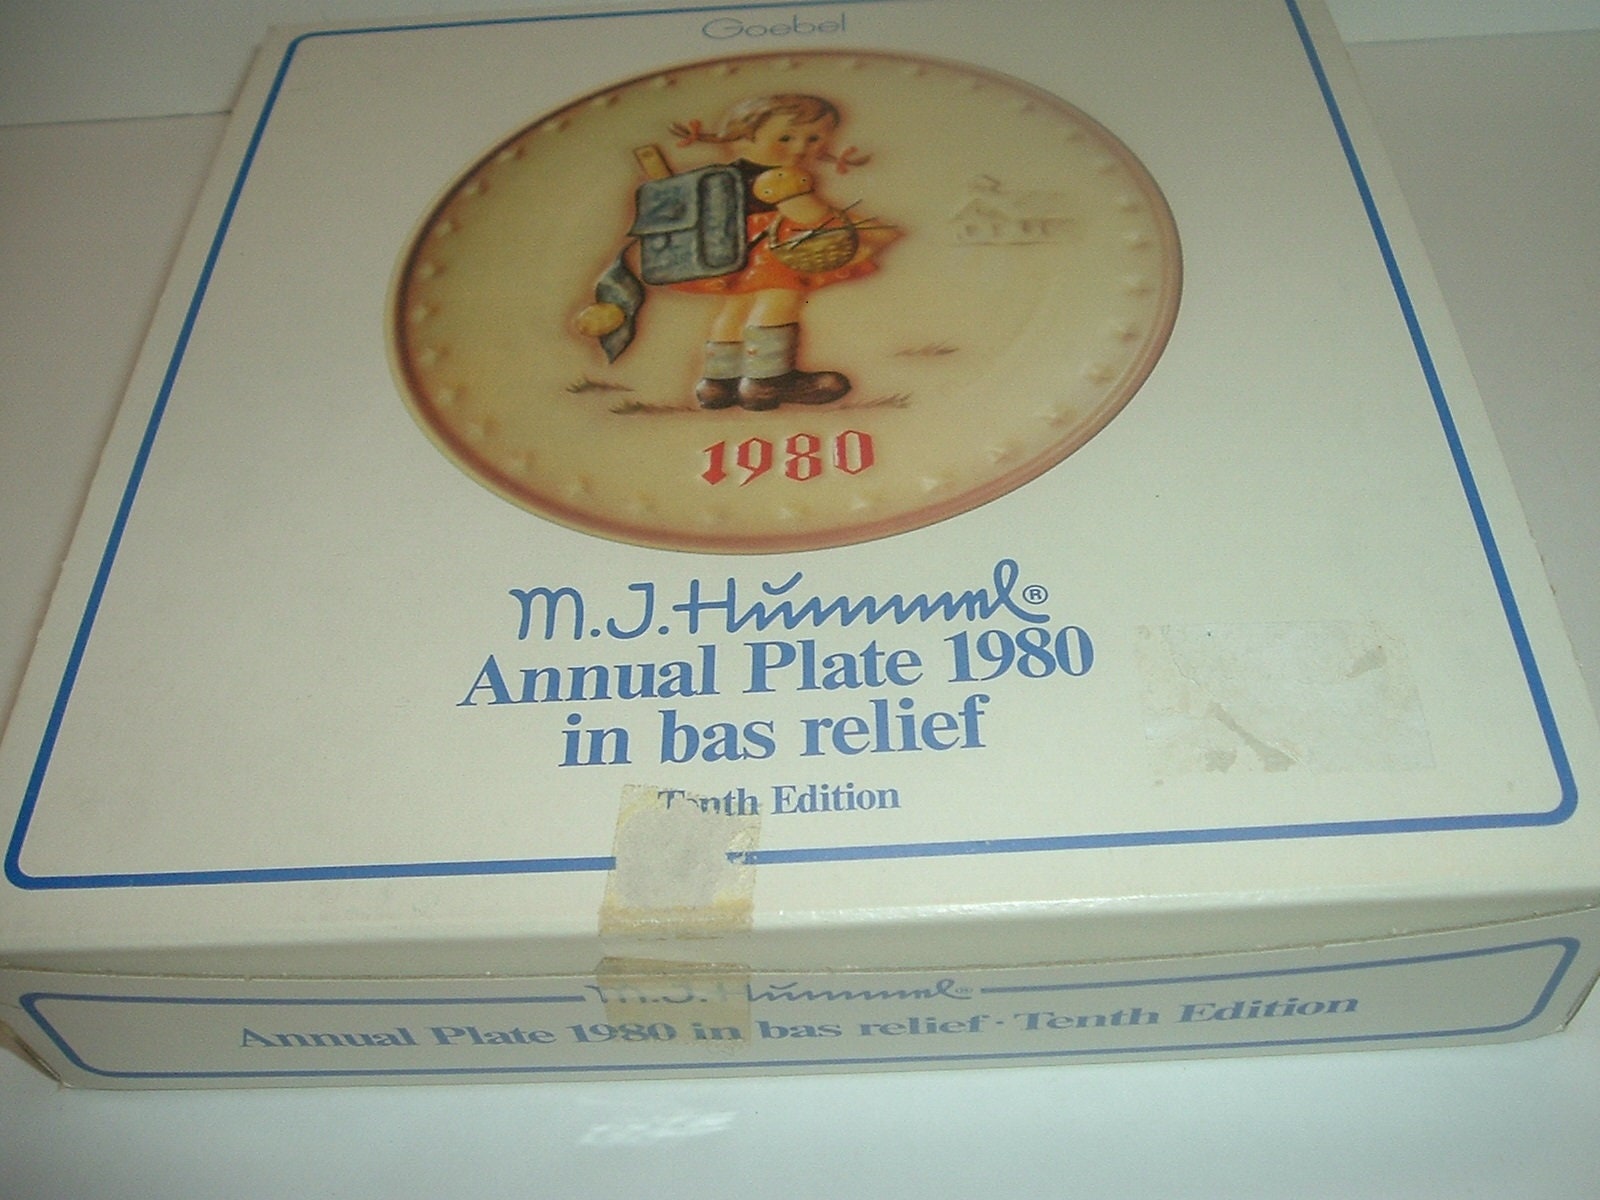 Goebel
1980
M.J.Hummel®
Annual Plate 1980
in bas relief
Tenth Edition
M.J.Hummel®
Annual Plate 1980 in bas relief · Tenth Edition